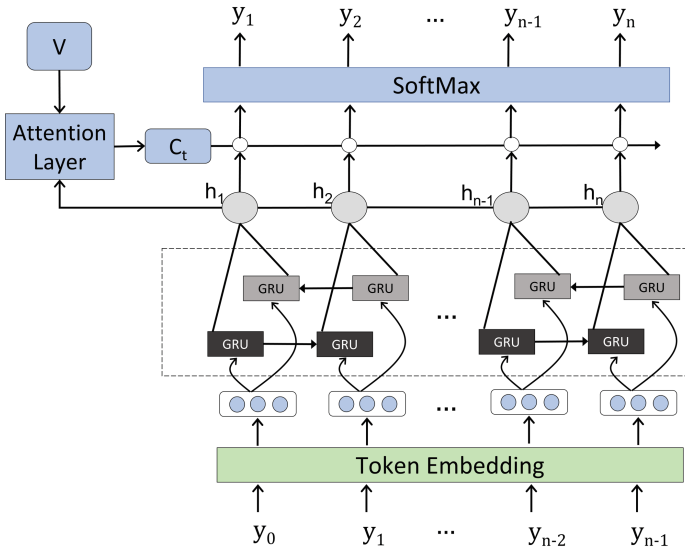 y1 y2 ... yn-1 yn
V
SoftMax
Attention
Layer
Ct
h1 h2 hn-1 hn
GRU GRU GRU GRU
...
GRU GRU GRU GRU
...
Token Embedding
y0 y1 ... yn-2 yn-1